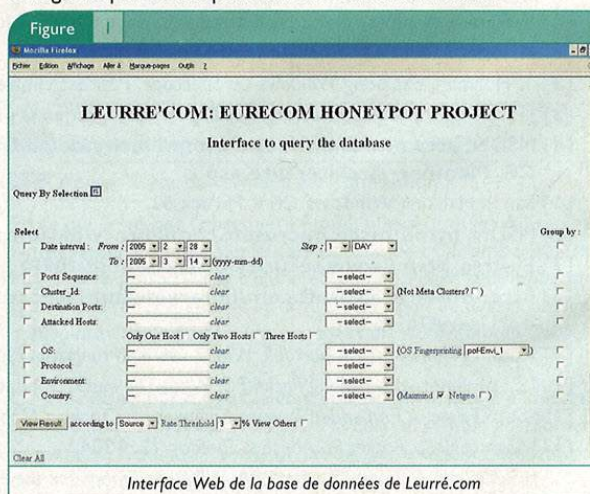 Figure 1
Mozilla Firefox
Fichier Edition Affichage Aller à Marque-pages Outils ?
LEURRE'COM: EURECOM HONEYPOT PROJECT
Interface to query the database
Query By Selection
Select Group by :
Date interval : From : 2005 2 28 Step : 1 DAY
To : 2005 3 14 (yyyy-mm-dd)
Ports Sequence: -- clear --select--
Cluster_Id: -- clear --select-- (Not Meta Clusters? )
Destination Ports: -- clear --select--
Attacked Hosts: -- clear --select--
Only One Host Only Two Hosts Three Hosts
OS: -- clear --select-- (OS Fingerprinting pof-Envi_1 )
Protocol: -- clear --select--
Environment: -- clear --select--
Country: -- clear --select-- (Maxmind Netgeo )
View Result according to Source Rate Threshold 3 % View Others
Clear All
Interface Web de la base de données de Leurré.com